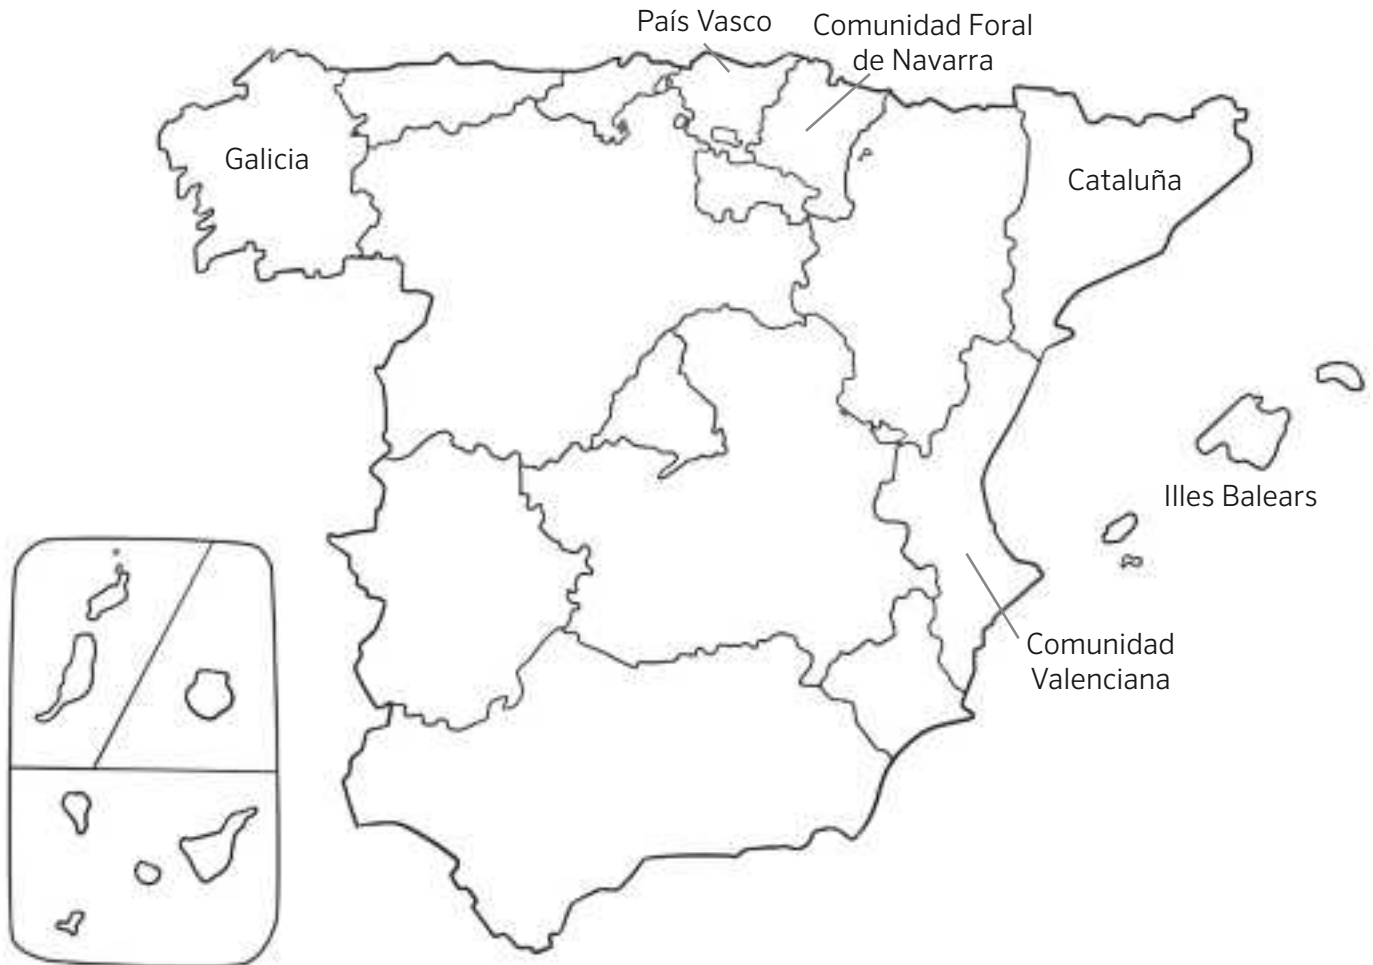 País Vasco
Comunidad Foral
de Navarra
Galicia
Cataluña
Illes Balears
Comunidad
Valenciana